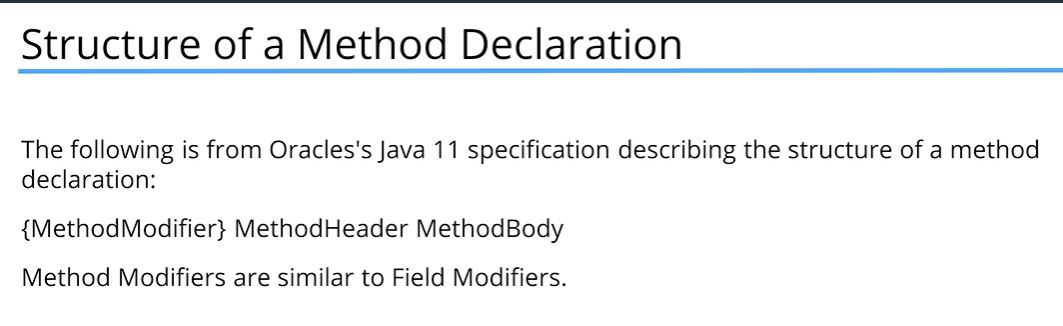 Structure of a Method Declaration
The following is from Oracles's Java 11 specification describing the structure of a method
declaration:
{MethodModifier} MethodHeader MethodBody
Method Modifiers are similar to Field Modifiers.